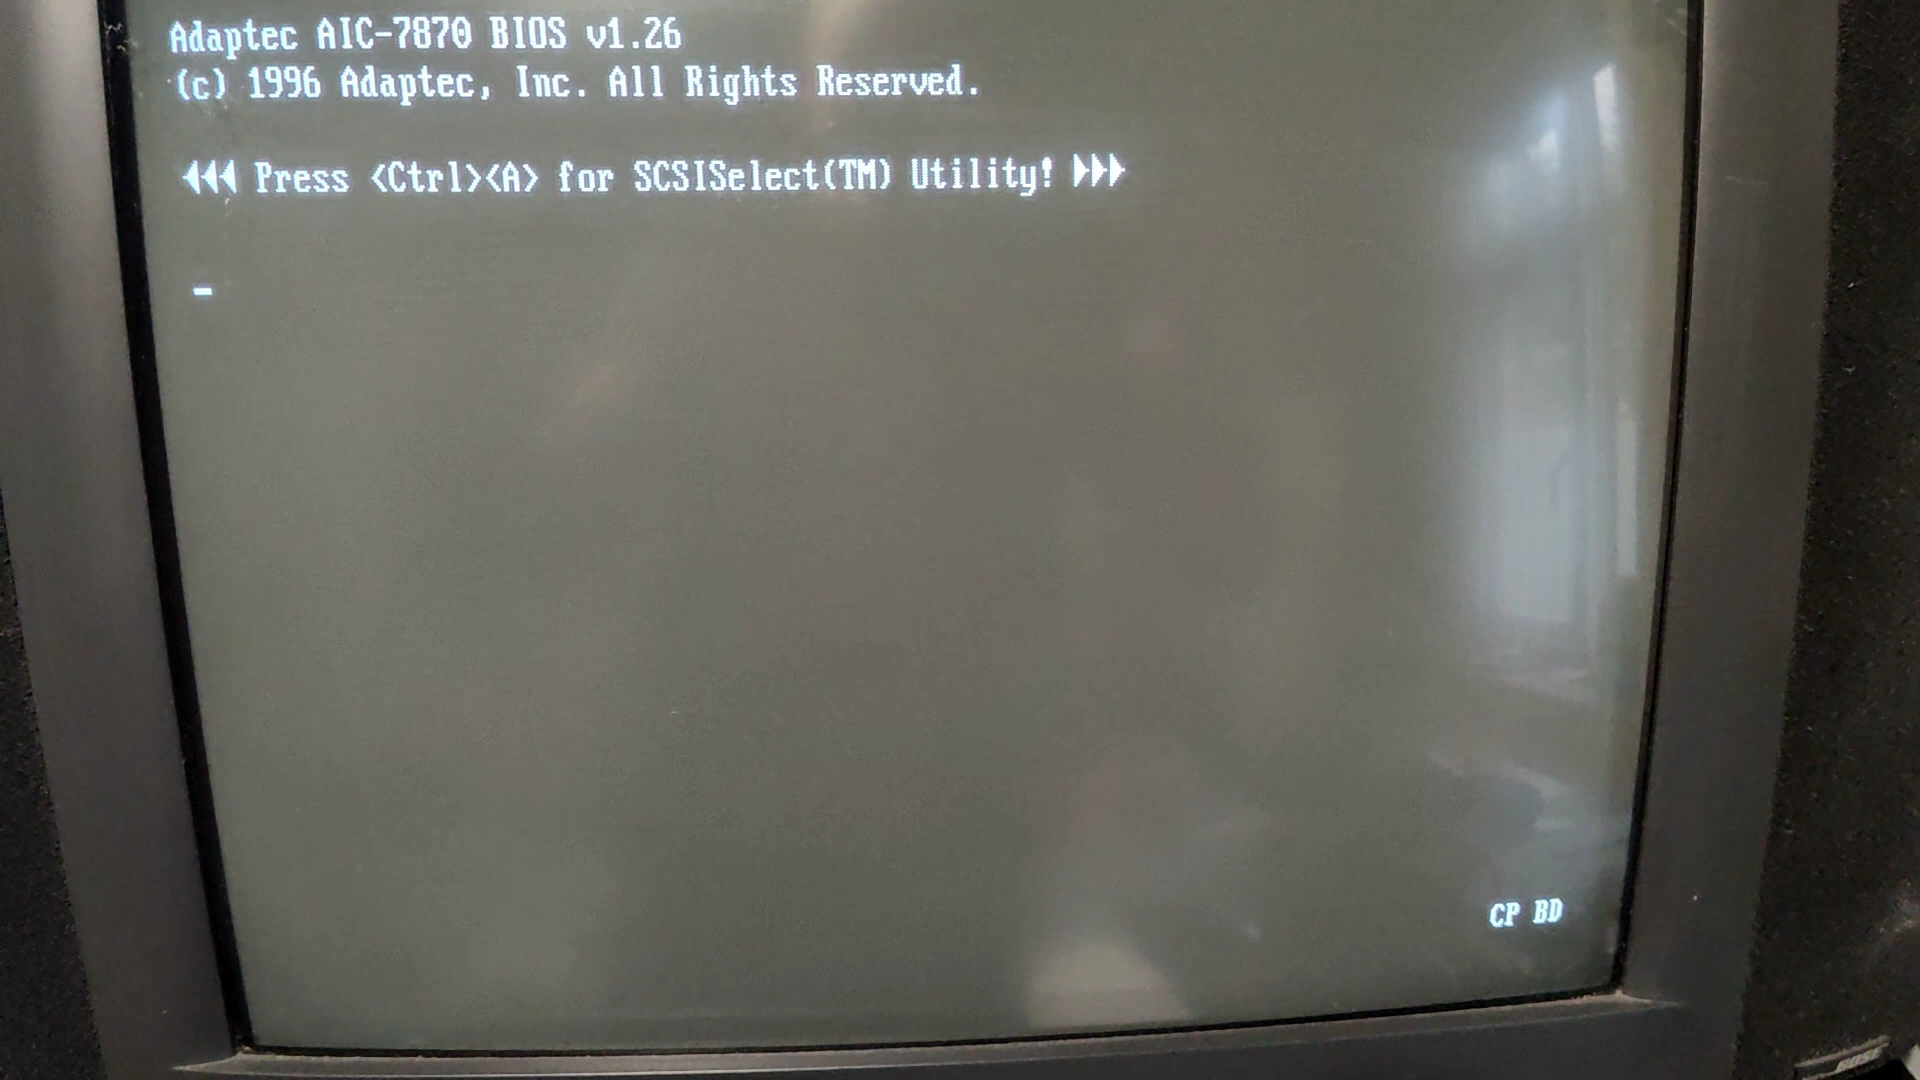 Adaptec AIC-7870 BIOS v1.26
(c) 1996 Adaptec, Inc. All Rights Reserved.
◄◄◄ Press <Ctrl><A> for SCSISelect(TM) Utility! ►►►
CP BD
BOSE